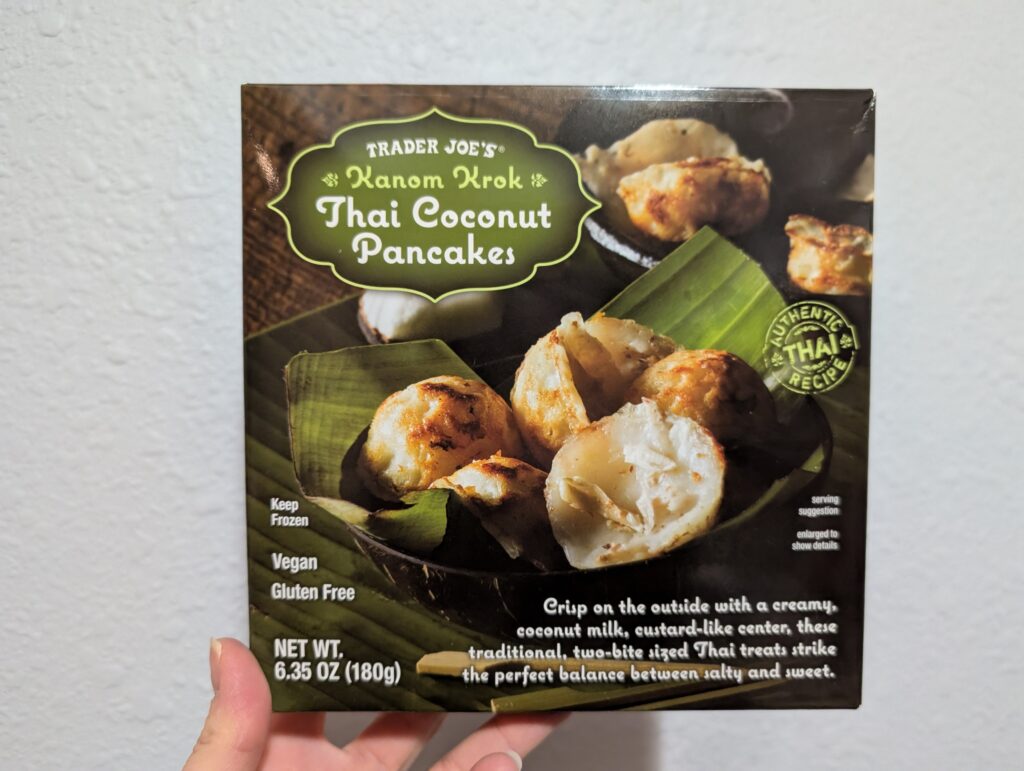 TRADER JOE'S®
Kanom Krok
Thai Coconut
Pancakes
AUTHENTIC
THAI
RECIPE
Keep
Frozen
serving
suggestion
enlarged to
show details
Vegan
Gluten Free
NET WT.
6.35 OZ (180g)
Crisp on the outside with a creamy,
coconut milk, custard-like center, these
traditional, two-bite sized Thai treats strike
the perfect balance between salty and sweet.